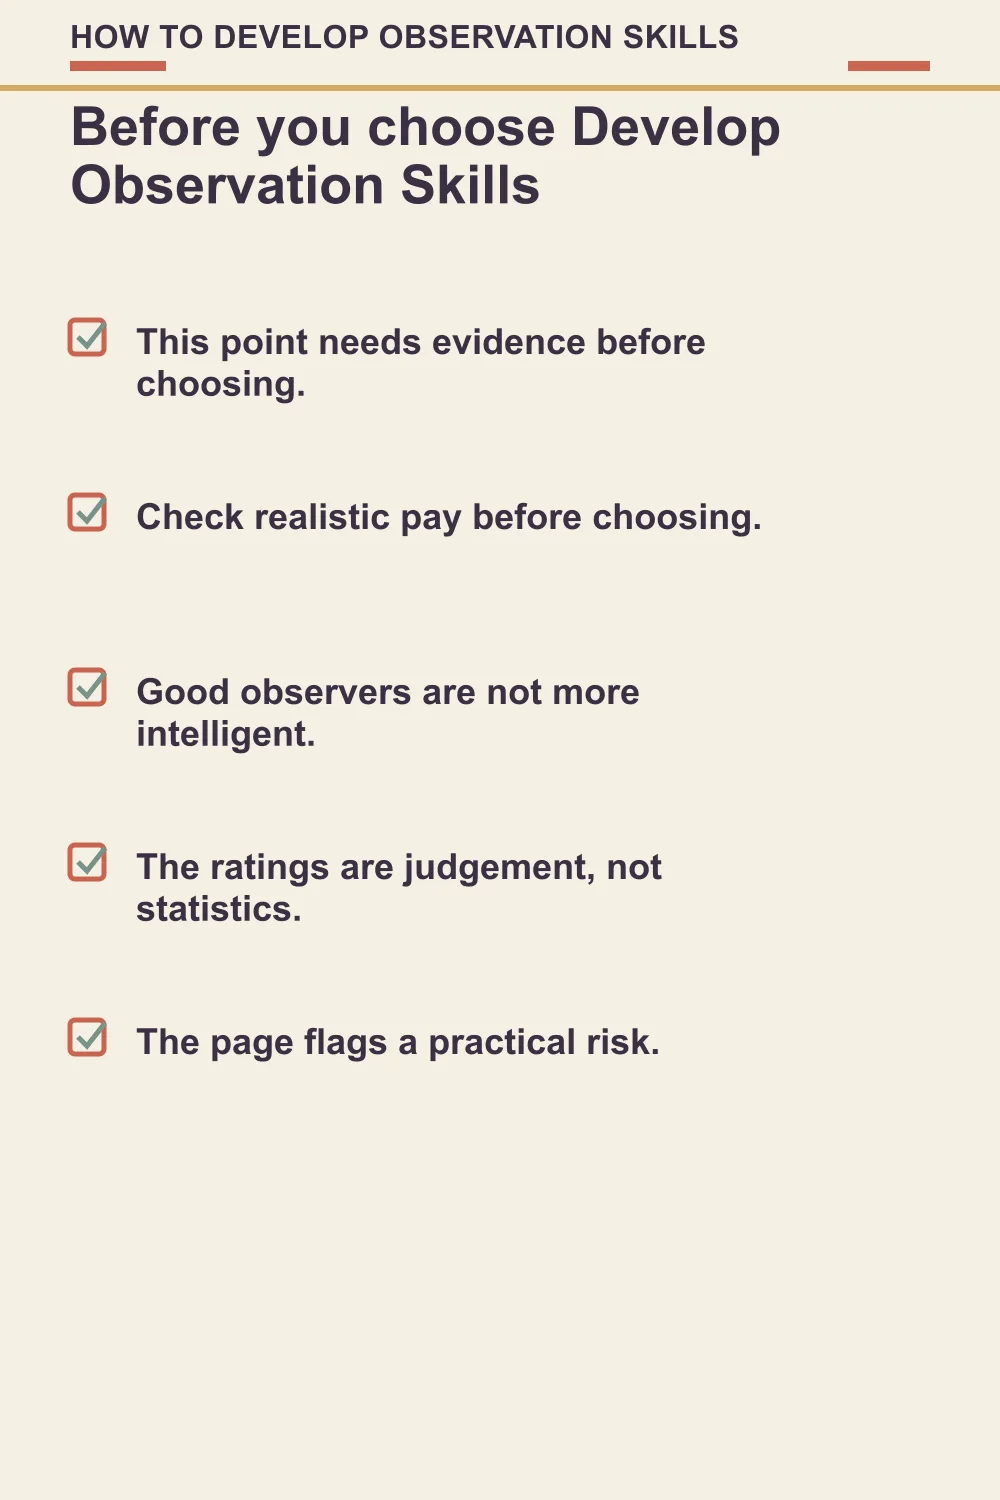 HOW TO DEVELOP OBSERVATION SKILLS
Before you choose Develop
Observation Skills
This point needs evidence before
choosing.
Check realistic pay before choosing.
Good observers are not more
intelligent.
The ratings are judgement, not
statistics.
The page flags a practical risk.